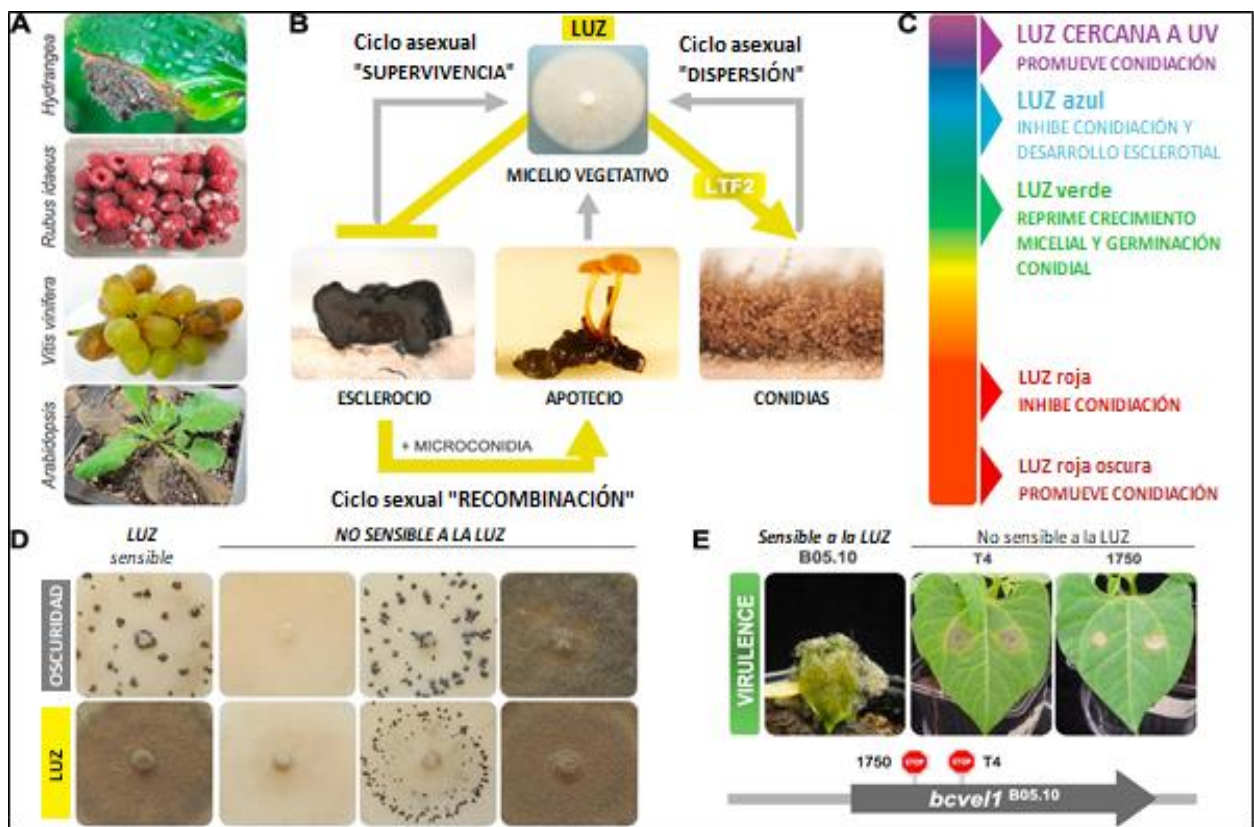 A
Hydrangea
Rubus idaeus
Vitis vinifera
Arabidopsis
B
LUZ
Ciclo asexual
"SUPERVIVENCIA"
Ciclo asexual
"DISPERSIÓN"
MICELIO VEGETATIVO
LTF2
ESCLEROCIO
APOTECIO
CONIDIAS
+ MICROCONIDIA
Ciclo sexual "RECOMBINACIÓN"
C
LUZ CERCANA A UV
PROMUEVE CONIDIACIÓN
LUZ azul
INHIBE CONIDIACIÓN Y
DESARROLLO ESCLEROTIAL
LUZ verde
REPRIME CRECIMIENTO
MICELIAL Y GERMINACIÓN
CONIDIAL
LUZ roja
INHIBE CONIDIACIÓN
LUZ roja oscura
PROMUEVE CONIDIACIÓN
D
LUZ
sensible
NO SENSIBLE A LA LUZ
OSCURIDAD
LUZ
E
Sensible a la LUZ
B05.10
No sensible a la LUZ
T4
1750
VIRULENCE
1750
STOP
STOP
T4
bcvel1 B05.10